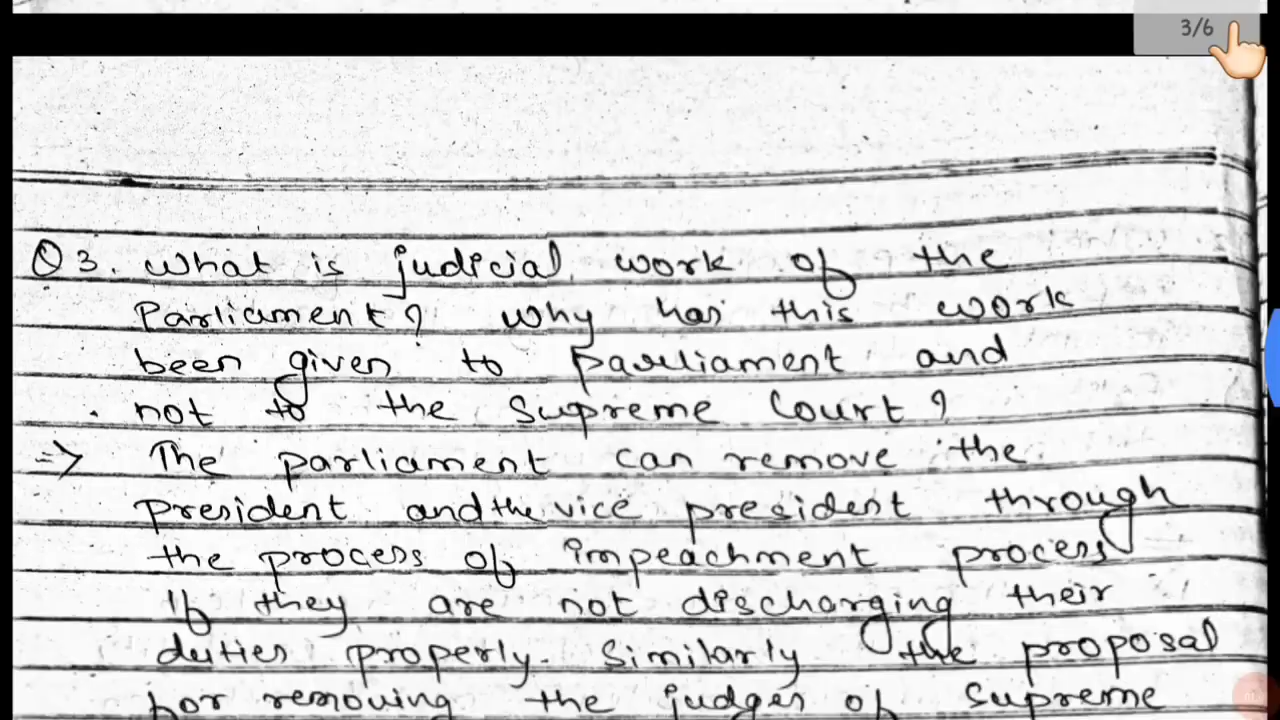 3/6
Q3. What is judicial work of the
Parliament? Why has this work
been given to parliament and
not to the Supreme Court?
=> The parliament can remove the
president and the vice president through
the process of impeachment process
If they are not discharging their
duties properly. Similarly the proposal
for removing the judges of Supreme